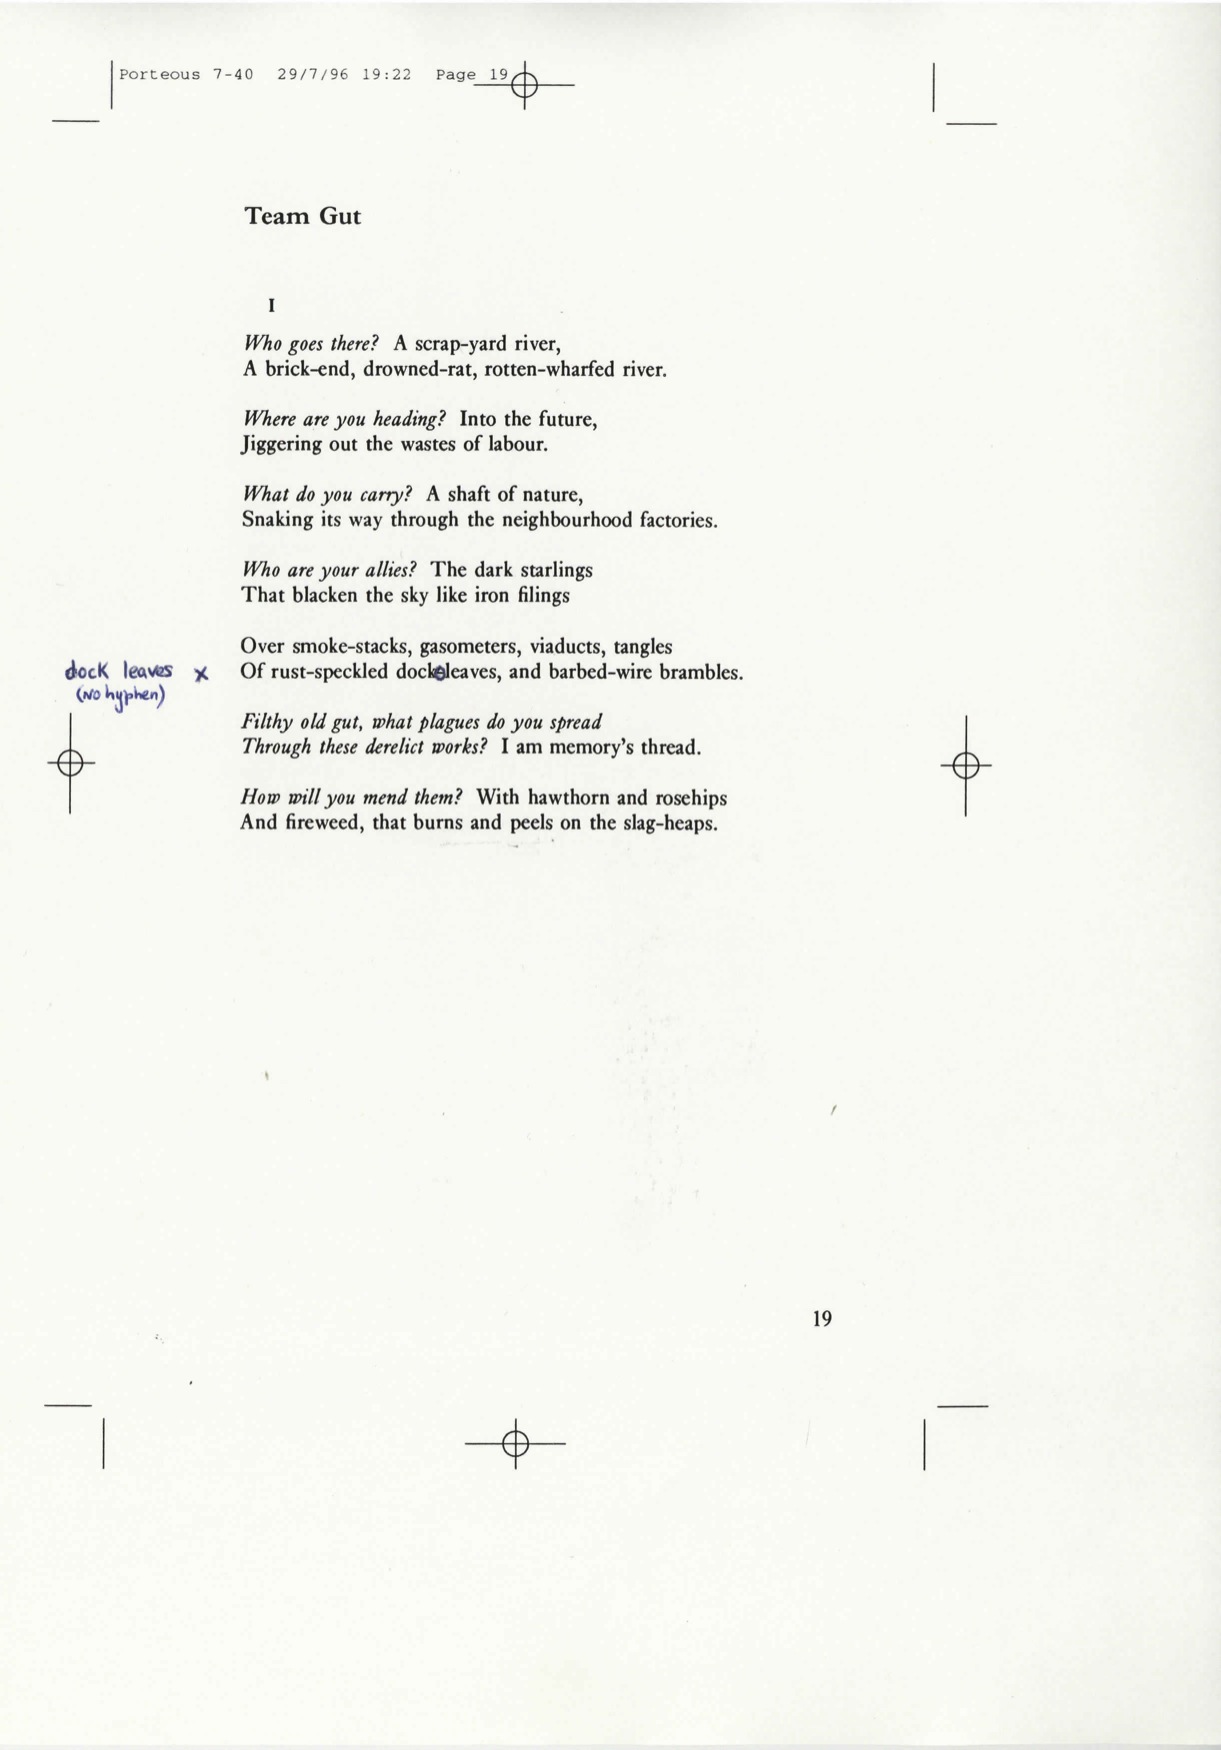 Porteous 7-40 29/7/96 19:22 Page 19
Team Gut
I
Who goes there? A scrap-yard river,
A brick-end, drowned-rat, rotten-wharfed river.
Where are you heading? Into the future,
Jiggering out the wastes of labour.
What do you carry? A shaft of nature,
Snaking its way through the neighbourhood factories.
Who are your allies? The dark starlings
That blacken the sky like iron filings
Over smoke-stacks, gasometers, viaducts, tangles
dock leaves x Of rust-speckled dock-leaves, and barbed-wire brambles.
(No hyphen)
Filthy old gut, what plagues do you spread
Through these derelict works? I am memory's thread.
How will you mend them? With hawthorn and rosehips
And fireweed, that burns and peels on the slag-heaps.
19